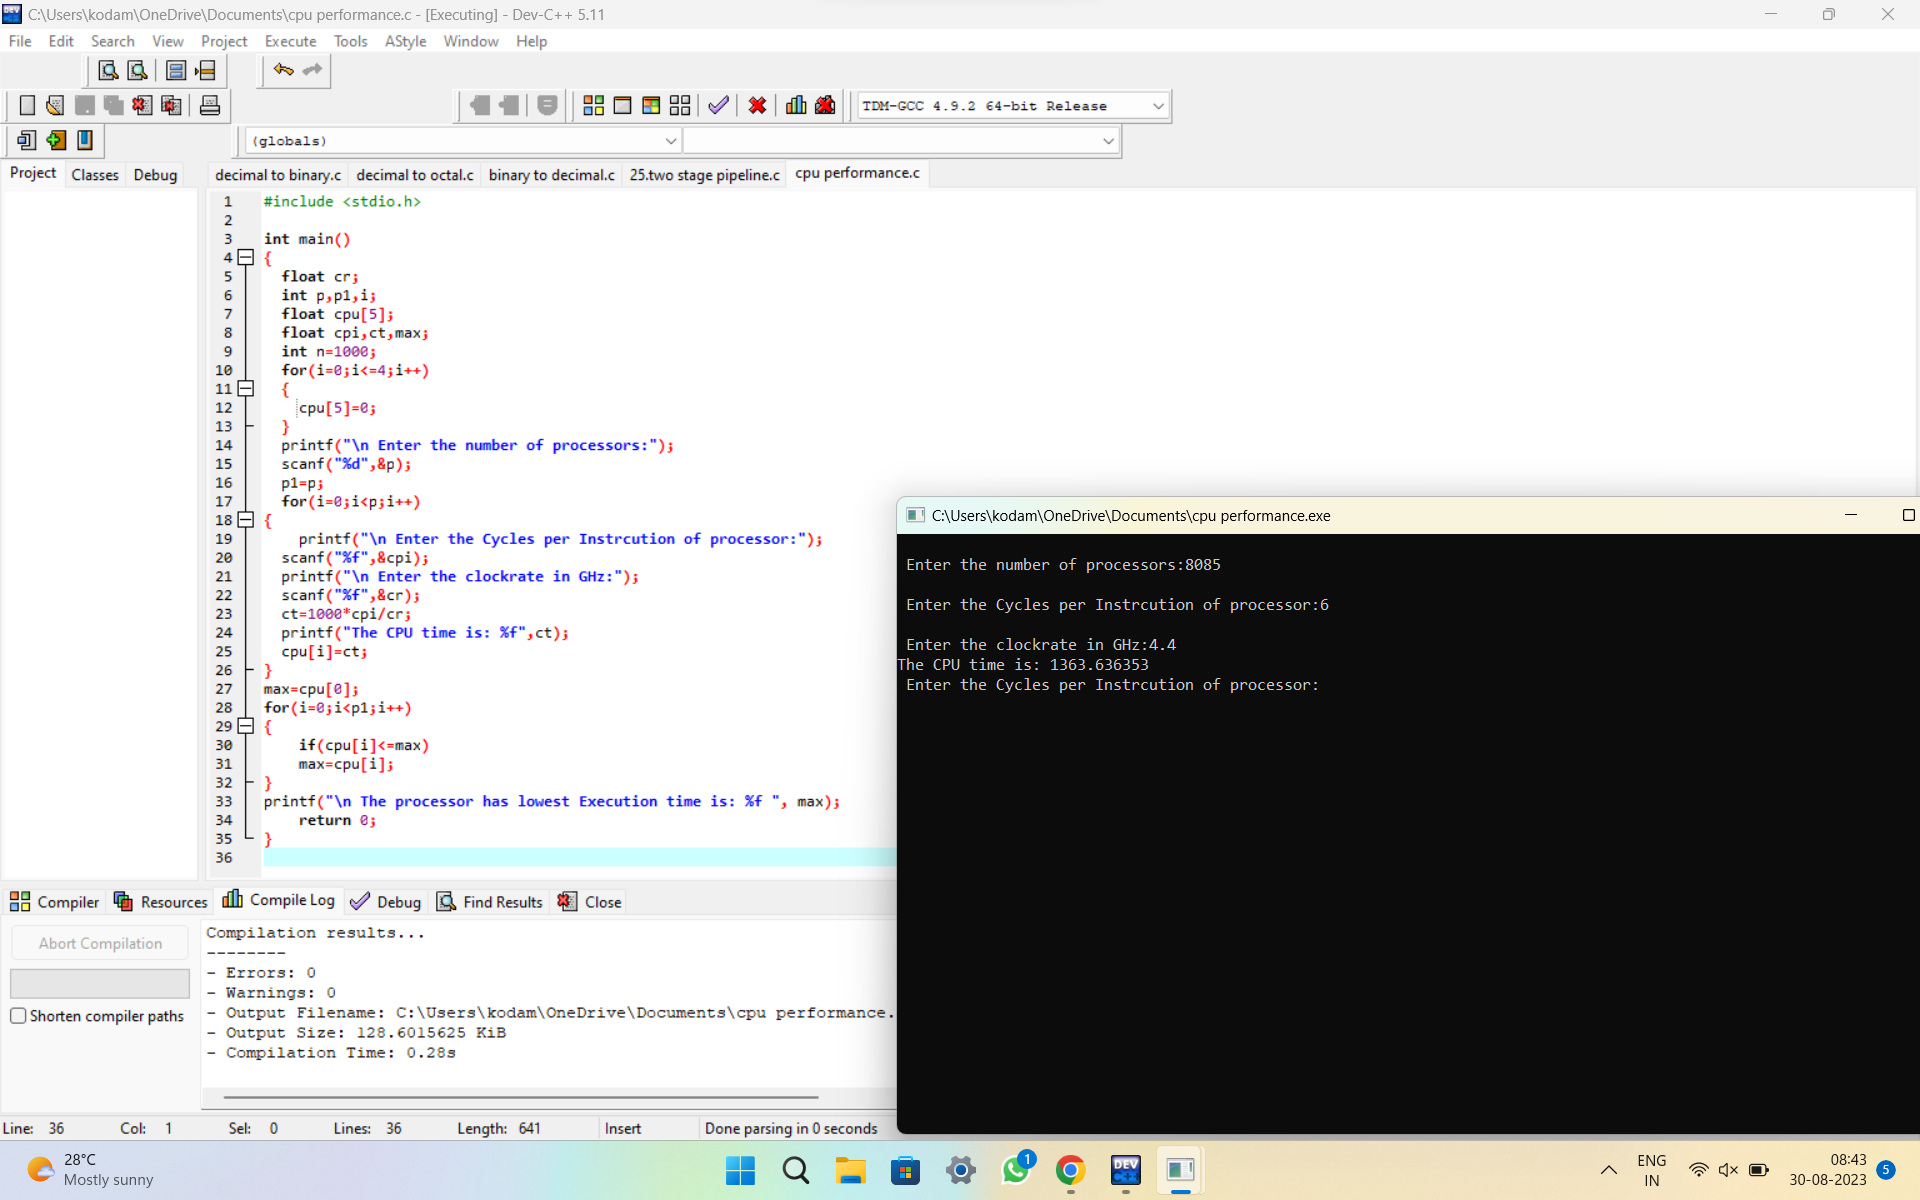 C:\Users\kodam\OneDrive\Documents\cpu performance.c - [Executing] - Dev-C++ 5.11
File Edit Search View Project Execute Tools AStyle Window Help
TDM-GCC 4.9.2 64-bit Release
(globals)
Project Classes Debug
decimal to binary.c decimal to octal.c binary to decimal.c 25.two stage pipeline.c cpu performance.c
1 #include <stdio.h>
2
3 int main()
4 {
5 float cr;
6 int p,p1,i;
7 float cpu[5];
8 float cpi,ct,max;
9 int n=1000;
10 for(i=0;i<=4;i++)
11 {
12 cpu[5]=0;
13 }
14 printf("\n Enter the number of processors:");
15 scanf("%d",&p);
16 p1=p;
17 for(i=0;i<p;i++)
18 {
19 printf("\n Enter the Cycles per Instrcution of processor:");
20 scanf("%f",&cpi);
21 printf("\n Enter the clockrate in GHz:");
22 scanf("%f",&cr);
23 ct=1000*cpi/cr;
24 printf("The CPU time is: %f",ct);
25 cpu[i]=ct;
26 }
27 max=cpu[0];
28 for(i=0;i<p1;i++)
29 {
30 if(cpu[i]<=max)
31 max=cpu[i];
32 }
33 printf("\n The processor has lowest Execution time is: %f ", max);
34 return 0;
35 }
36
C:\Users\kodam\OneDrive\Documents\cpu performance.exe
Enter the number of processors:8085
Enter the Cycles per Instrcution of processor:6
Enter the clockrate in GHz:4.4
The CPU time is: 1363.636353
Enter the Cycles per Instrcution of processor:
Compiler Resources Compile Log Debug Find Results Close
Abort Compilation
Shorten compiler paths
Compilation results...
--------
- Errors: 0
- Warnings: 0
- Output Filename: C:\Users\kodam\OneDrive\Documents\cpu performance.
- Output Size: 128.6015625 KiB
- Compilation Time: 0.28s
Line: 36 Col: 1 Sel: 0 Lines: 36 Length: 641 Insert Done parsing in 0 seconds
28°C
Mostly sunny
DEV
1
ENG
IN
08:43
30-08-2023
5